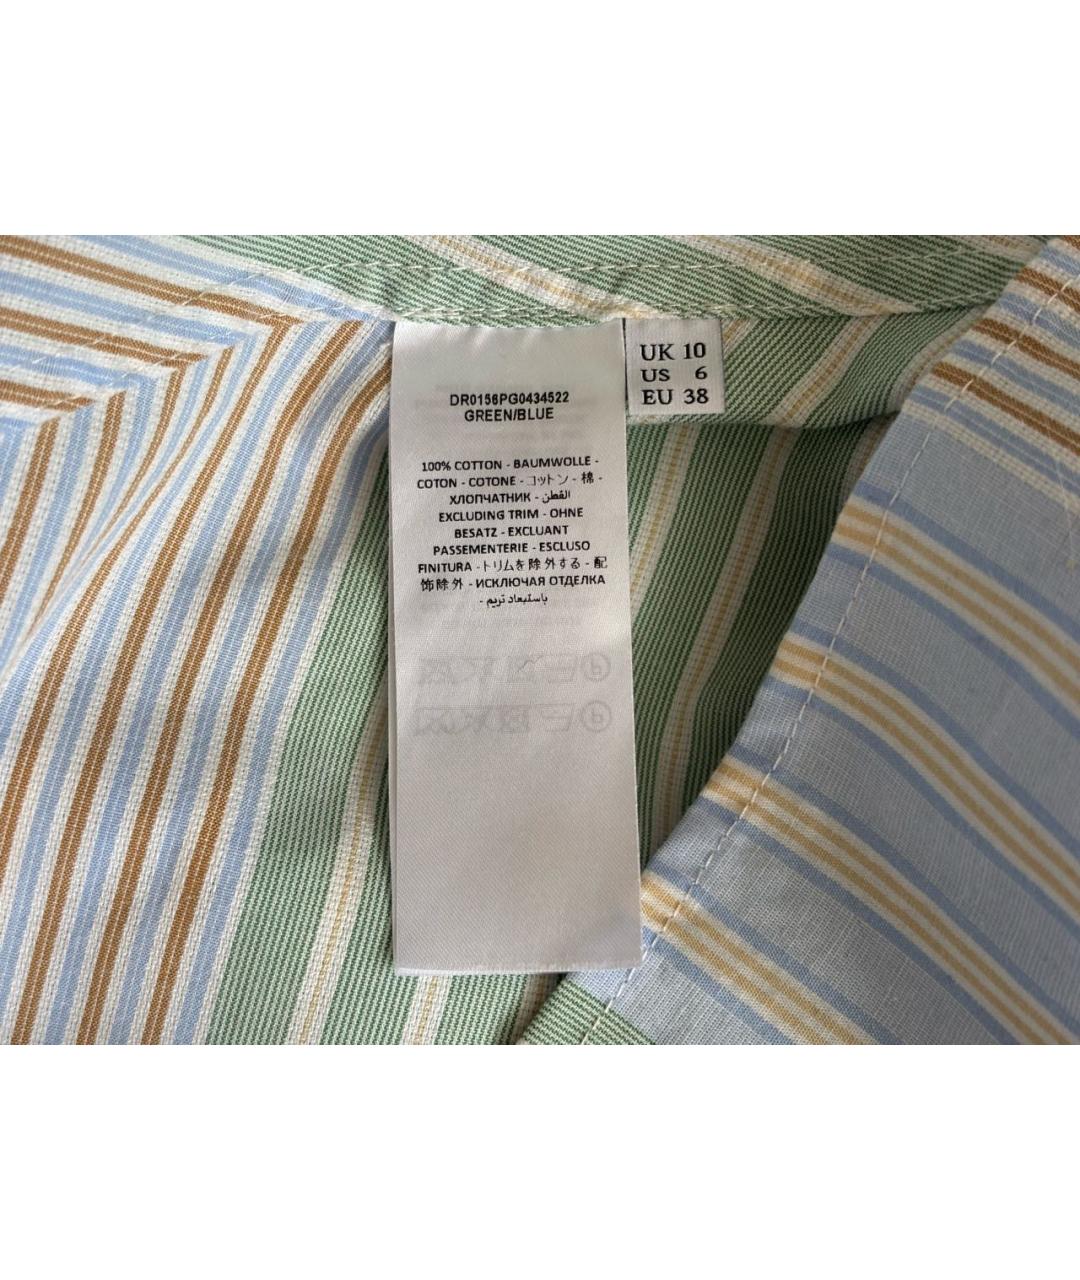 UK 10
US 6
EU 38
DR0156PG0434522
GREEN/BLUE
100% COTTON - BAUMWOLLE -
COTON - COTONE - コットン - 棉 -
ХЛОПЧАТНИК - القطن
EXCLUDING TRIM - OHNE
BESATZ - EXCLUANT
PASSEMENTERIE - ESCLUSO
FINITURA - トリムを除外する - 配
饰除外 - ИСКЛЮЧАЯ ОТДЕЛКА
- باستبعاد تريم